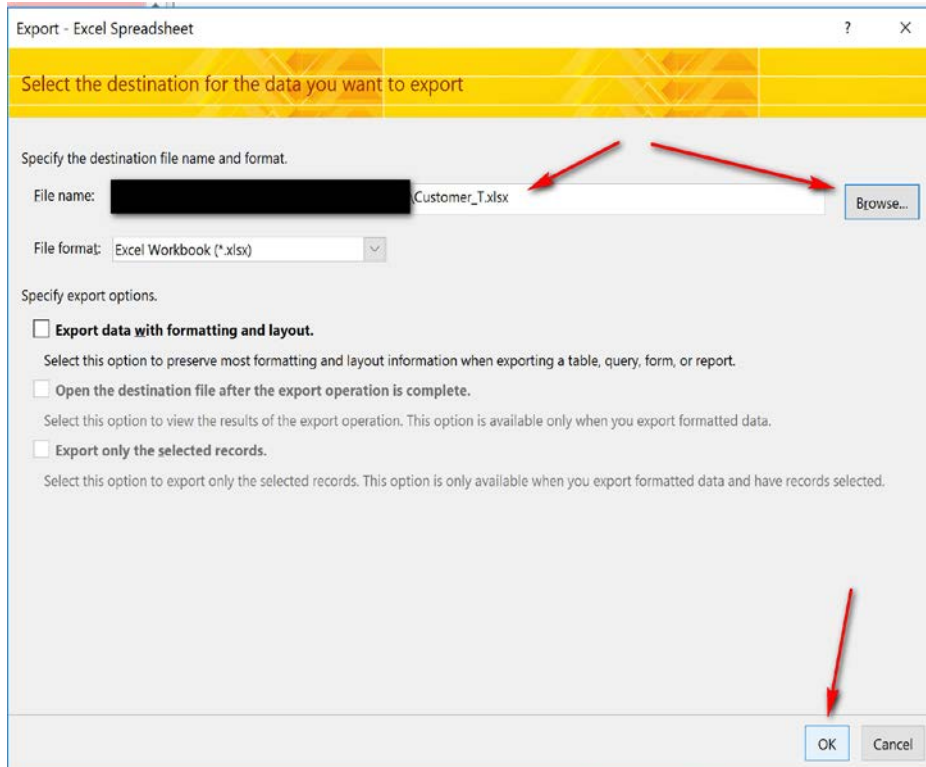 Export - Excel Spreadsheet ? X
Select the destination for the data you want to export
Specify the destination file name and format.
File name: \Customer_T.xlsx Browse...
File format: Excel Workbook (*.xlsx)
Specify export options.
Export data with formatting and layout.
Select this option to preserve most formatting and layout information when exporting a table, query, form, or report.
Open the destination file after the export operation is complete.
Select this option to view the results of the export operation. This option is available only when you export formatted data.
Export only the selected records.
Select this option to export only the selected records. This option is only available when you export formatted data and have records selected.
OK Cancel